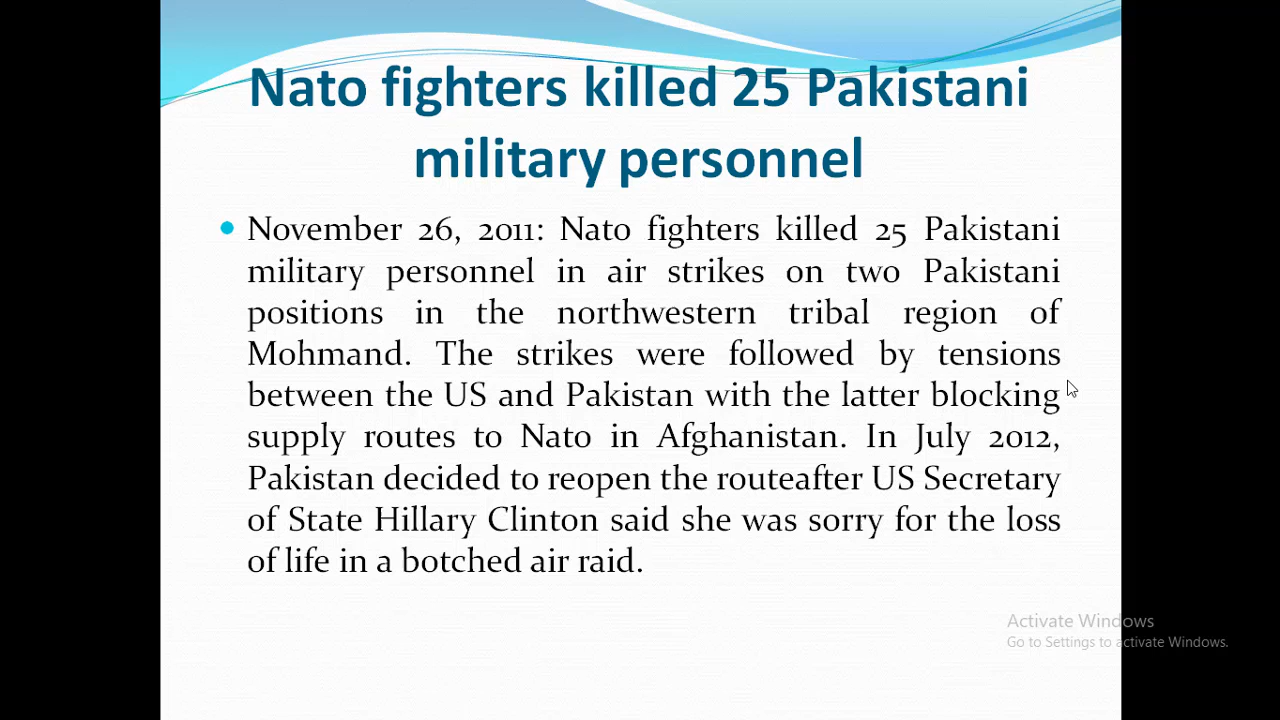 Nato fighters killed 25 Pakistani
military personnel
November 26, 2011: Nato fighters killed 25 Pakistani
military personnel in air strikes on two Pakistani
positions in the northwestern tribal region of
Mohmand. The strikes were followed by tensions
between the US and Pakistan with the latter blocking
supply routes to Nato in Afghanistan. In July 2012,
Pakistan decided to reopen the routeafter US Secretary
of State Hillary Clinton said she was sorry for the loss
of life in a botched air raid.
Activate Windows
Go to Settings to activate Windows.